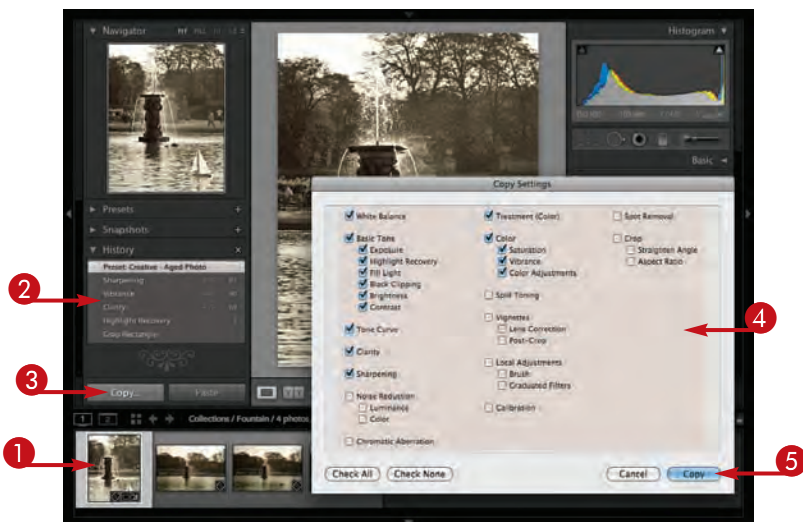 Navigator
Histogram
Basic
Presets
Snapshots
History
Preset: Creative - Aged Photo
Sharpening
Vibrance
Clarity
Highlight Recovery
Crop Rectangle
Copy...
Paste
1 2 Collections / Fountain / 4 photos
Copy Settings
White Balance
Basic Tone
Exposure
Highlight Recovery
Fill Light
Black Clipping
Brightness
Contrast
Tone Curve
Clarity
Sharpening
Noise Reduction
Luminance
Color
Chromatic Aberration
Treatment (Color)
Color
Saturation
Vibrance
Color Adjustments
Split Toning
Vignettes
Lens Correction
Post-Crop
Local Adjustments
Brush
Graduated Filters
Calibration
Spot Removal
Crop
Straighten Angle
Aspect Ratio
Check All
Check None
Cancel
Copy
2
3
1
4
5